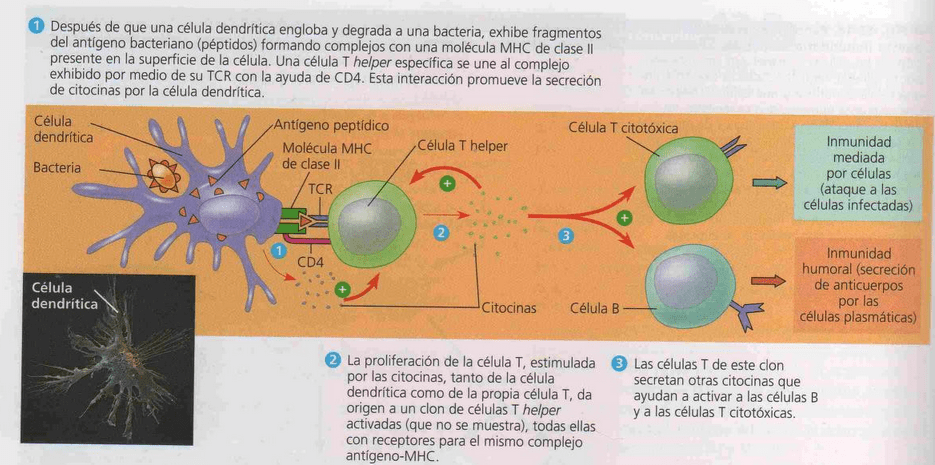 1 Después de que una célula dendrítica engloba y degrada a una bacteria, exhibe fragmentos
del antígeno bacteriano (péptidos) formando complejos con una molécula MHC de clase II
presente en la superficie de la célula. Una célula T helper específica se une al complejo
exhibido por medio de su TCR con la ayuda de CD4. Esta interacción promueve la secreción
de citocinas por la célula dendrítica.
Célula
dendrítica
Bacteria
Antígeno peptídico
Molécula MHC
de clase II
TCR
Célula T helper
CD4
1
+
+
2
Citocinas
3
+
Célula T citotóxica
Célula B
Inmunidad
mediada
por células
(ataque a las
células infectadas)
Inmunidad
humoral (secreción
de anticuerpos
por las
células plasmáticas)
Célula
dendrítica
2 La proliferación de la célula T, estimulada
por las citocinas, tanto de la célula
dendrítica como de la propia célula T, da
origen a un clon de células T helper
activadas (que no se muestra), todas ellas
con receptores para el mismo complejo
antígeno-MHC.
3 Las células T de este clon
secretan otras citocinas que
ayudan a activar a las células B
y a las células T citotóxicas.